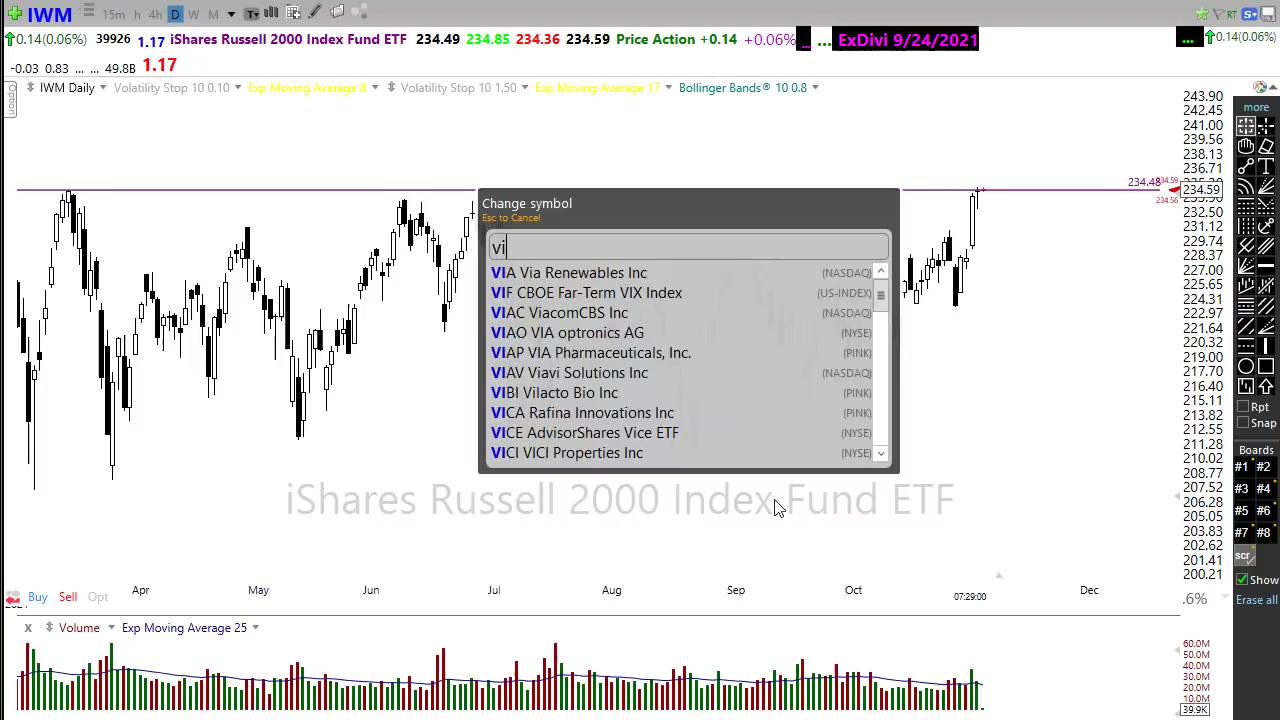 IWM 15m h 4h D W M T RT S
0.14(0.06%) 39926 1.17 iShares Russell 2000 Index Fund ETF 234.49 234.85 234.36 234.59 Price Action +0.14 +0.06% ... ExDivi 9/24/2021 ... 0.14(0.06%)
-0.03 0.83 ... ... 49.8B 1.17
Option
IWM Daily Volatility Stop 10 0.10 Exp Moving Average 8 Volatility Stop 10 1.50 Exp Moving Average 17 Bollinger Bands® 10 0.8
243.90
242.45
241.00
239.56
238.13
236.71
234.48
234.59
234.59
234.56
232.50
231.12
229.74
228.37
227.00
225.65
224.31
222.97
221.64
220.32
219.00
217.70
216.40
215.11
213.82
212.55
211.28
210.02
208.77
207.52
206.28
205.05
203.83
202.62
201.41
200.21
Change symbol
Esc to Cancel
vi
VIA Via Renewables Inc (NASDAQ)
VIF CBOE Far-Term VIX Index (US-INDEX)
VIAC ViacomCBS Inc (NASDAQ)
VIAO VIA optronics AG (NYSE)
VIAP VIA Pharmaceuticals, Inc. (PINK)
VIAV Viavi Solutions Inc (NASDAQ)
VIBI Vilacto Bio Inc (PINK)
VICA Rafina Innovations Inc (PINK)
VICE AdvisorShares Vice ETF (NYSE)
VICI VICI Properties Inc (NYSE)
iShares Russell 2000 Index Fund ETF
Apr May Jun Jul Aug Sep Oct 07:29:00 Dec
Buy Sell Opt
.6%
X Volume Exp Moving Average 25
60.0M
50.0M
40.0M
30.0M
20.0M
10.0M
39.9K
more
T
Rpt
Snap
Boards
#1 #2
#3 #4
#5 #6
#7 #8
scr
Show
Erase all